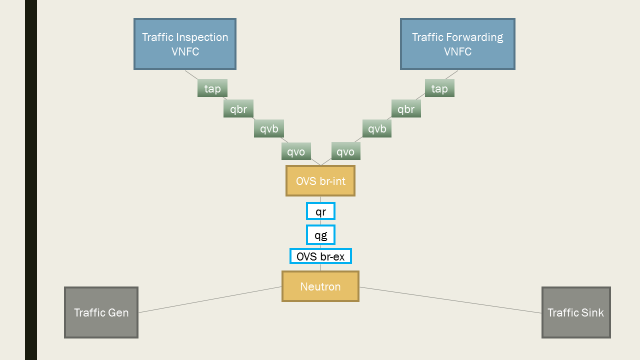 Traffic Inspection
VNFC
Traffic Forwarding
VNFC
tap
tap
qbr
qbr
qvb
qvb
qvo
qvo
OVS br-int
qr
qg
OVS br-ex
Neutron
Traffic Gen
Traffic Sink